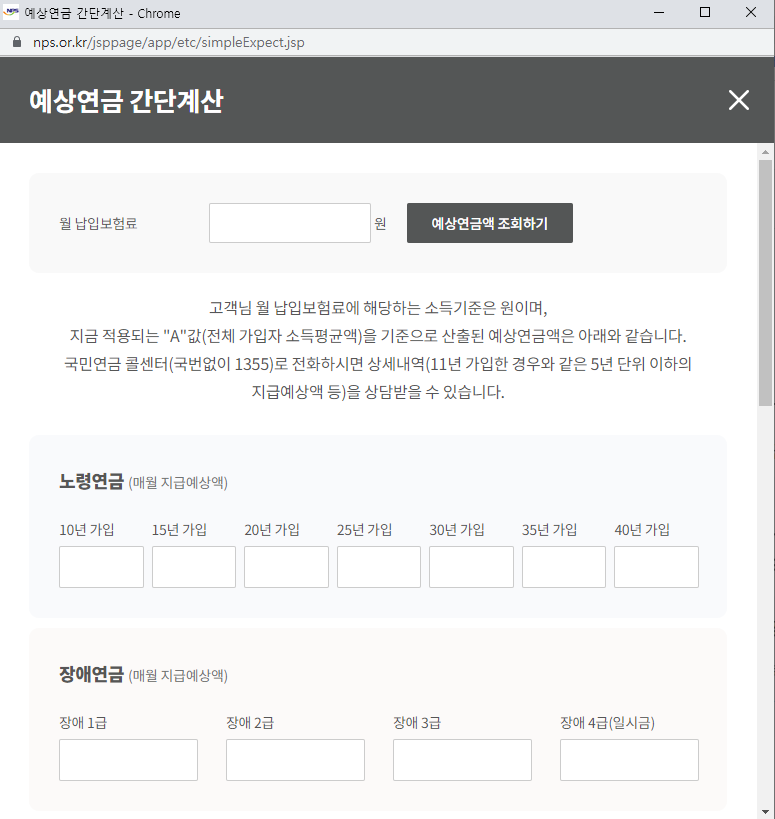 NPS 예상연금 간단계산 - Chrome
nps.or.kr/jsppage/app/etc/simpleExpect.jsp
예상연금 간단계산
월 납입보험료 원 예상연금액 조회하기
고객님 월 납입보험료에 해당하는 소득기준은 원이며,
지금 적용되는 "A"값(전체 가입자 소득평균액)을 기준으로 산출된 예상연금액은 아래와 같습니다.
국민연금 콜센터(국번없이 1355)로 전화하시면 상세내역(11년 가입한 경우와 같은 5년 단위 이하의
지급예상액 등)을 상담받을 수 있습니다.
노령연금 (매월 지급예상액)
10년 가입 15년 가입 20년 가입 25년 가입 30년 가입 35년 가입 40년 가입
장애연금 (매월 지급예상액)
장애 1급 장애 2급 장애 3급 장애 4급(일시금)